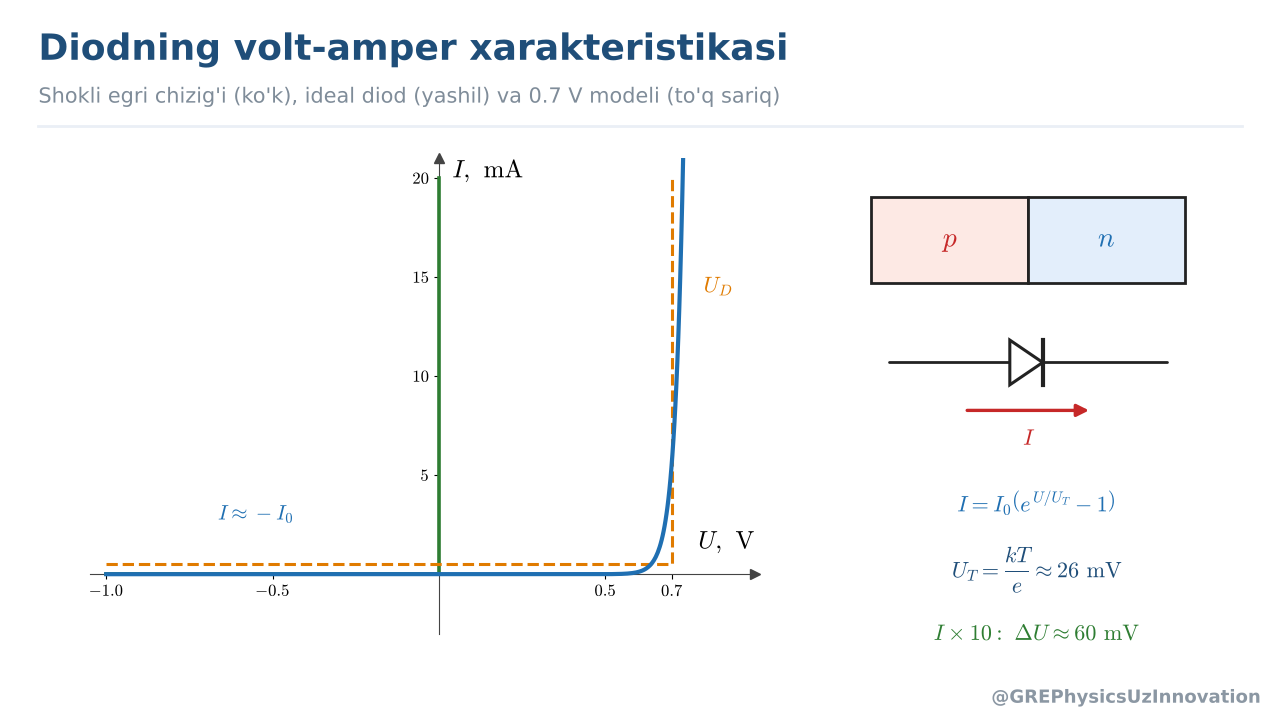 Diodning volt-amper xarakteristikasi
Shokli egri chizig'i (ko'k), ideal diod (yashil) va 0.7 V modeli (to'q sariq)
I, mA
20
15
10
5
U_D
I ≈ −I_0
U, V
−1.0
−0.5
0.5
0.7
p
n
I
I = I_0(e^{U/U_T} − 1)
U_T = kT/e ≈ 26 mV
I × 10 : ΔU ≈ 60 mV
@GREPhysicsUzInnovation